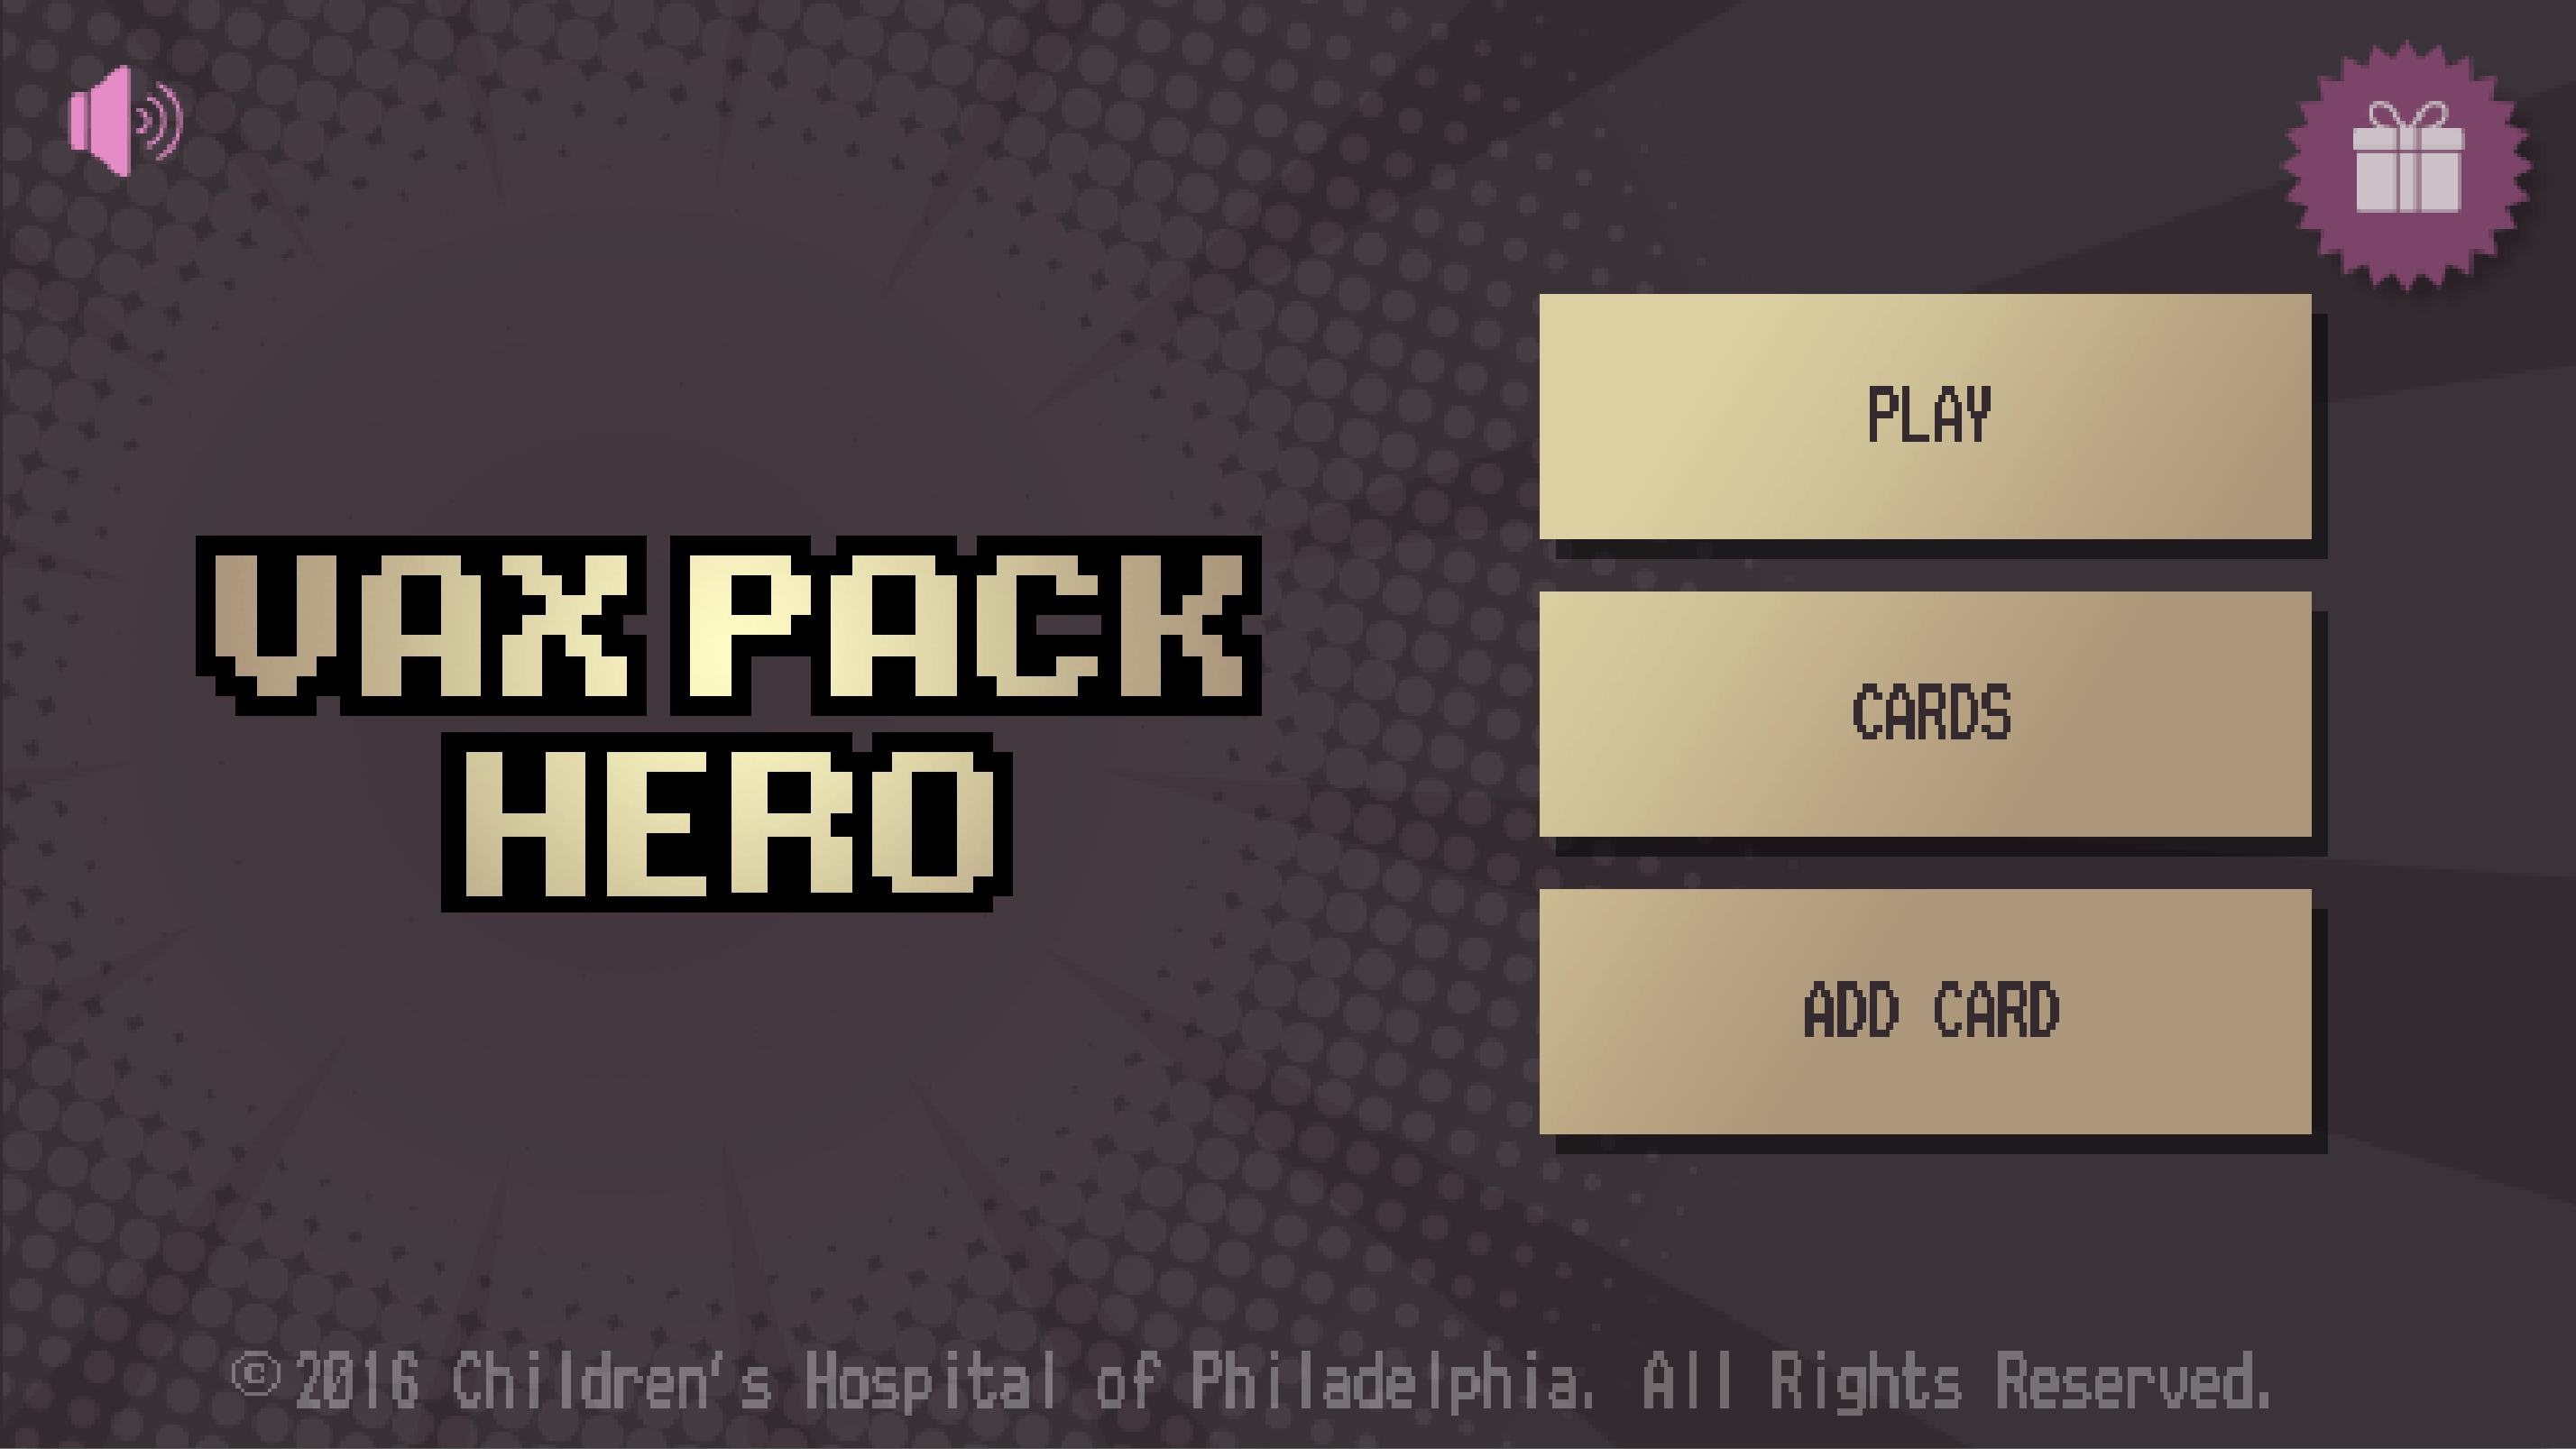 VAX PACK
HERO
PLAY
CARDS
ADD CARD
©2016 Children's Hospital of Philadelphia. All Rights Reserved.